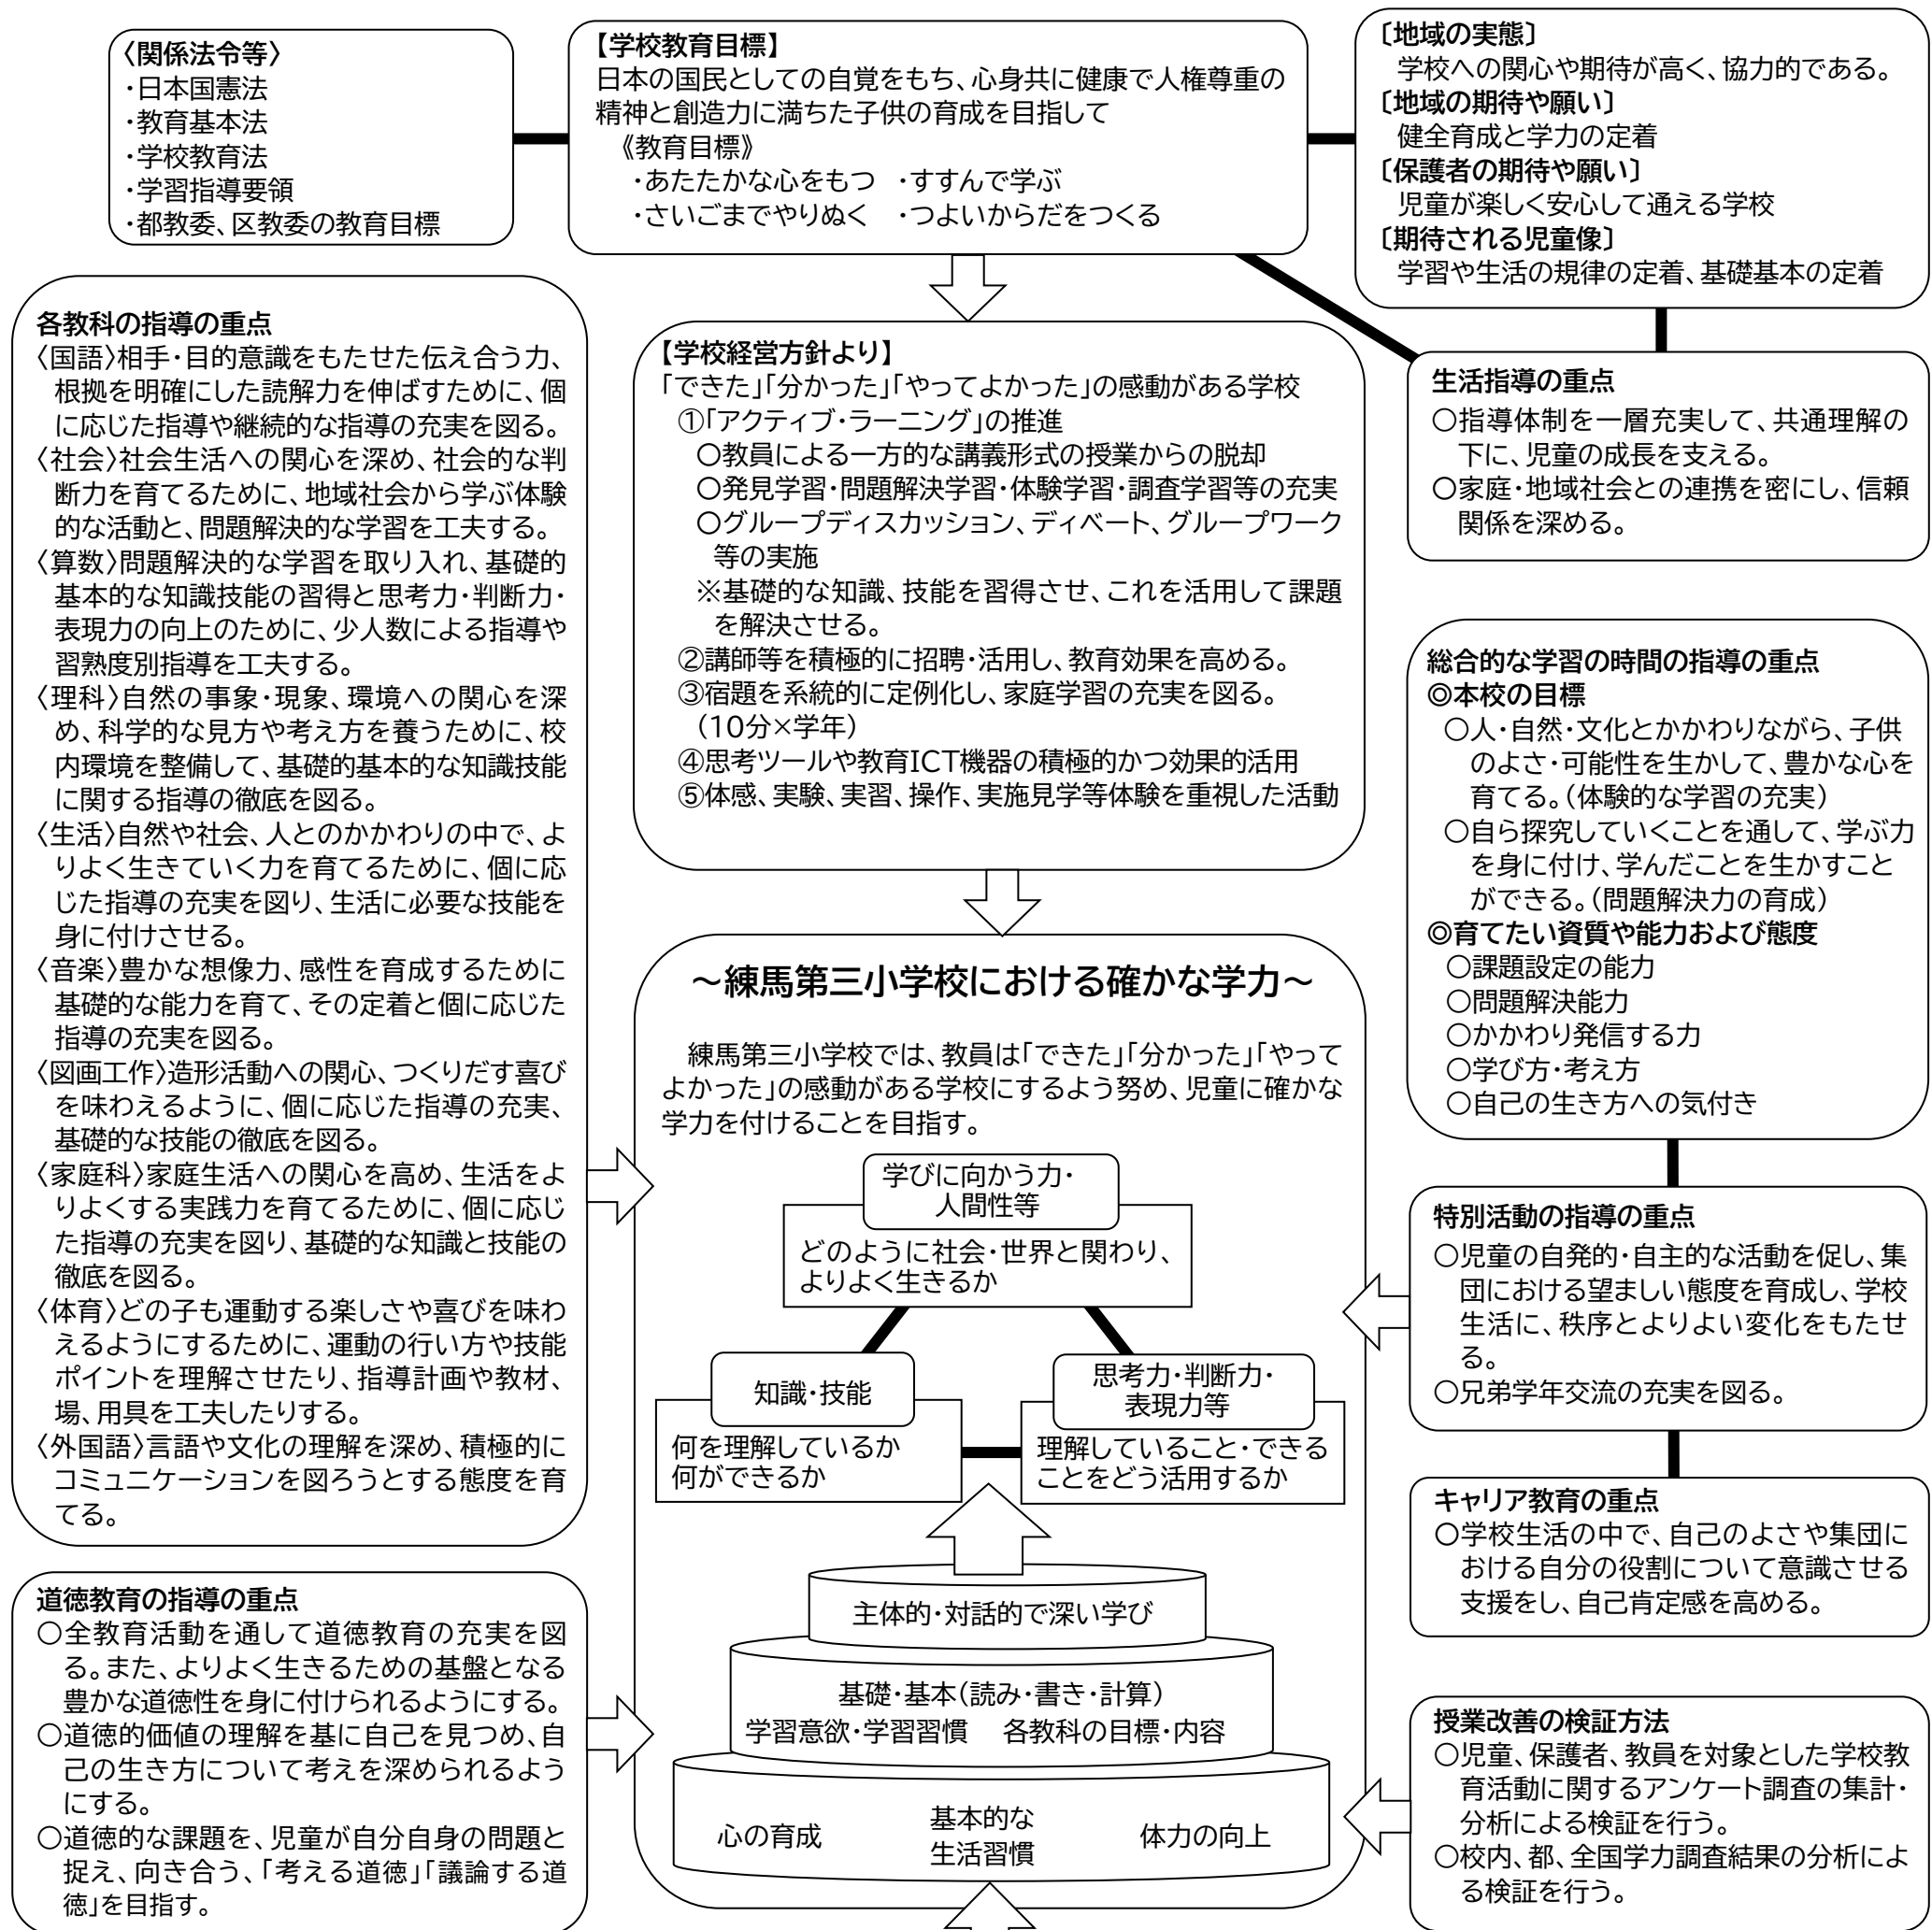 〈関係法令等〉
・日本国憲法
・教育基本法
・学校教育法
・学習指導要領
・都教委、区教委の教育目標
【学校教育目標】
日本の国民としての自覚をもち、心身共に健康で人権尊重の
精神と創造力に満ちた子供の育成を目指して
《教育目標》
・あたたかな心をもつ ・すすんで学ぶ
・さいごまでやりぬく ・つよいからだをつくる
〔地域の実態〕
学校への関心や期待が高く、協力的である。
〔地域の期待や願い〕
健全育成と学力の定着
〔保護者の期待や願い〕
児童が楽しく安心して通える学校
〔期待される児童像〕
学習や生活の規律の定着、基礎基本の定着
各教科の指導の重点
〈国語〉相手・目的意識をもたせた伝え合う力、
根拠を明確にした読解力を伸ばすために、個
に応じた指導や継続的な指導の充実を図る。
〈社会〉社会生活への関心を深め、社会的な判
断力を育てるために、地域社会から学ぶ体験
的な活動と、問題解決的な学習を工夫する。
〈算数〉問題解決的な学習を取り入れ、基礎的
基本的な知識技能の習得と思考力・判断力・
表現力の向上のために、少人数による指導や
習熟度別指導を工夫する。
〈理科〉自然の事象・現象、環境への関心を深
め、科学的な見方や考え方を養うために、校
内環境を整備して、基礎的基本的な知識技能
に関する指導の徹底を図る。
〈生活〉自然や社会、人とのかかわりの中で、よ
りよく生きていく力を育てるために、個に応
じた指導の充実を図り、生活に必要な技能を
身に付けさせる。
〈音楽〉豊かな想像力、感性を育成するために
基礎的な能力を育て、その定着と個に応じた
指導の充実を図る。
〈図画工作〉造形活動への関心、つくりだす喜び
を味わえるように、個に応じた指導の充実、
基礎的な技能の徹底を図る。
〈家庭科〉家庭生活への関心を高め、生活をよ
りよくする実践力を育てるために、個に応じ
た指導の充実を図り、基礎的な知識と技能の
徹底を図る。
〈体育〉どの子も運動する楽しさや喜びを味わ
えるようにするために、運動の行い方や技能
ポイントを理解させたり、指導計画や教材、
場、用具を工夫したりする。
〈外国語〉言語や文化の理解を深め、積極的に
コミュニケーションを図ろうとする態度を育
てる。
道徳教育の指導の重点
〇全教育活動を通して道徳教育の充実を図
る。また、よりよく生きるための基盤となる
豊かな道徳性を身に付けられるようにする。
〇道徳的価値の理解を基に自己を見つめ、自
己の生き方について考えを深められるよう
にする。
〇道徳的な課題を、児童が自分自身の問題と
捉え、向き合う、「考える道徳」「議論する道
徳」を目指す。
【学校経営方針より】
「できた」「分かった」「やってよかった」の感動がある学校
①「アクティブ・ラーニング」の推進
〇教員による一方的な講義形式の授業からの脱却
〇発見学習・問題解決学習・体験学習・調査学習等の充実
〇グループディスカッション、ディベート、グループワーク
等の実施
※基礎的な知識、技能を習得させ、これを活用して課題
を解決させる。
②講師等を積極的に招聘・活用し、教育効果を高める。
③宿題を系統的に定例化し、家庭学習の充実を図る。
（10分×学年）
④思考ツールや教育ICT機器の積極的かつ効果的活用
⑤体感、実験、実習、操作、実施見学等体験を重視した活動
～練馬第三小学校における確かな学力～
練馬第三小学校では、教員は「できた」「分かった」「やって
よかった」の感動がある学校にするよう努め、児童に確かな
学力を付けることを目指す。
学びに向かう力・
人間性等
どのように社会・世界と関わり、
よりよく生きるか
知識・技能
何を理解しているか
何ができるか
思考力・判断力・
表現力等
理解していること・できる
ことをどう活用するか
主体的・対話的で深い学び
基礎・基本（読み・書き・計算）
学習意欲・学習習慣 各教科の目標・内容
心の育成
基本的な
生活習慣
体力の向上
生活指導の重点
〇指導体制を一層充実して、共通理解の
下に、児童の成長を支える。
〇家庭・地域社会との連携を密にし、信頼
関係を深める。
総合的な学習の時間の指導の重点
◎本校の目標
〇人・自然・文化とかかわりながら、子供
のよさ・可能性を生かして、豊かな心を
育てる。（体験的な学習の充実）
〇自ら探究していくことを通して、学ぶ力
を身に付け、学んだことを生かすこと
ができる。（問題解決力の育成）
◎育てたい資質や能力および態度
〇課題設定の能力
〇問題解決能力
〇かかわり発信する力
〇学び方・考え方
〇自己の生き方への気付き
特別活動の指導の重点
〇児童の自発的・自主的な活動を促し、集
団における望ましい態度を育成し、学校
生活に、秩序とよりよい変化をもたせ
る。
〇兄弟学年交流の充実を図る。
キャリア教育の重点
〇学校生活の中で、自己のよさや集団に
おける自分の役割について意識させる
支援をし、自己肯定感を高める。
授業改善の検証方法
〇児童、保護者、教員を対象とした学校教
育活動に関するアンケート調査の集計・
分析による検証を行う。
〇校内、都、全国学力調査結果の分析によ
る検証を行う。